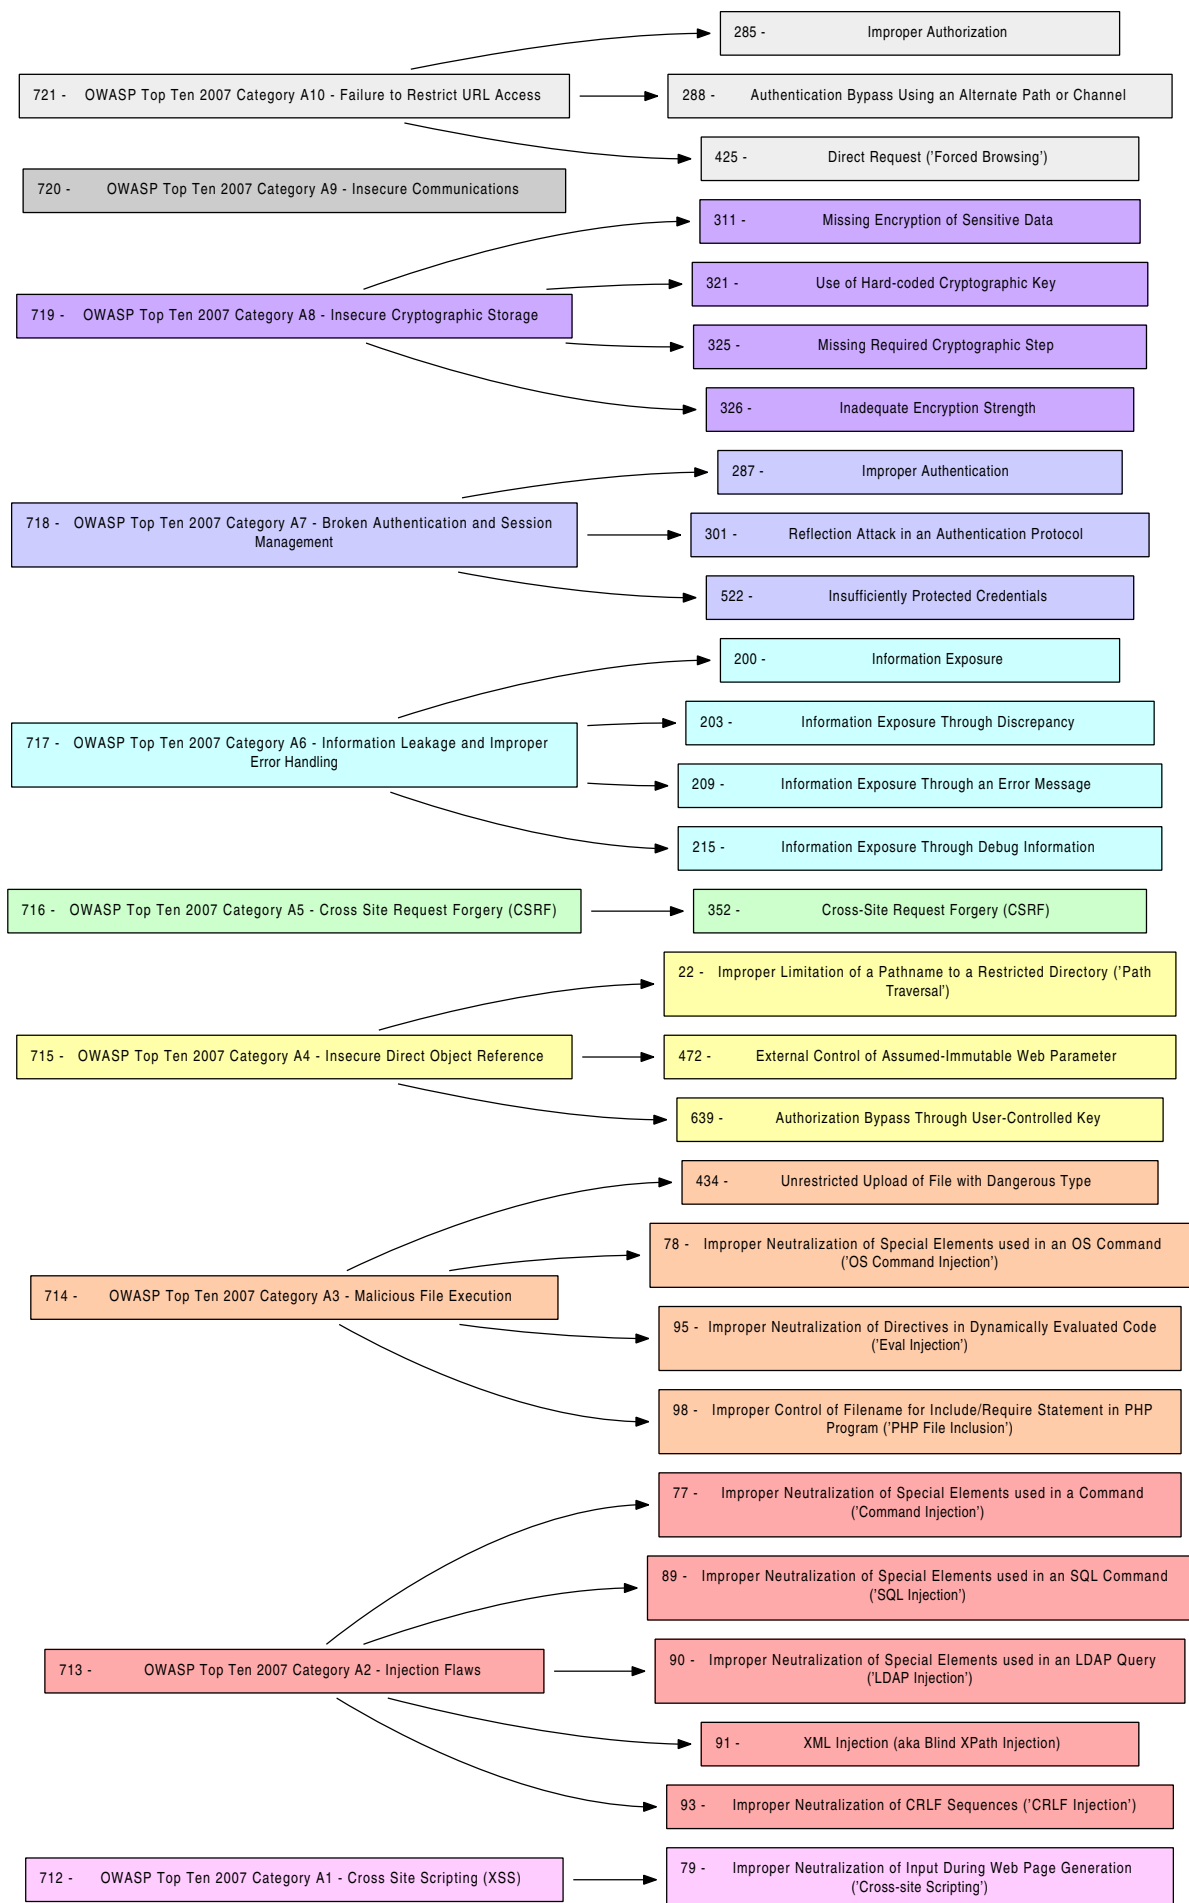 285 - Improper Authorization
721 - OWASP Top Ten 2007 Category A10 - Failure to Restrict URL Access
288 - Authentication Bypass Using an Alternate Path or Channel
425 - Direct Request ('Forced Browsing')
720 - OWASP Top Ten 2007 Category A9 - Insecure Communications
311 - Missing Encryption of Sensitive Data
321 - Use of Hard-coded Cryptographic Key
719 - OWASP Top Ten 2007 Category A8 - Insecure Cryptographic Storage
325 - Missing Required Cryptographic Step
326 - Inadequate Encryption Strength
287 - Improper Authentication
718 - OWASP Top Ten 2007 Category A7 - Broken Authentication and Session
Management
301 - Reflection Attack in an Authentication Protocol
522 - Insufficiently Protected Credentials
200 - Information Exposure
203 - Information Exposure Through Discrepancy
717 - OWASP Top Ten 2007 Category A6 - Information Leakage and Improper
Error Handling
209 - Information Exposure Through an Error Message
215 - Information Exposure Through Debug Information
716 - OWASP Top Ten 2007 Category A5 - Cross Site Request Forgery (CSRF)
352 - Cross-Site Request Forgery (CSRF)
22 - Improper Limitation of a Pathname to a Restricted Directory ('Path
Traversal')
715 - OWASP Top Ten 2007 Category A4 - Insecure Direct Object Reference
472 - External Control of Assumed-Immutable Web Parameter
639 - Authorization Bypass Through User-Controlled Key
434 - Unrestricted Upload of File with Dangerous Type
78 - Improper Neutralization of Special Elements used in an OS Command
('OS Command Injection')
714 - OWASP Top Ten 2007 Category A3 - Malicious File Execution
95 - Improper Neutralization of Directives in Dynamically Evaluated Code
('Eval Injection')
98 - Improper Control of Filename for Include/Require Statement in PHP
Program ('PHP File Inclusion')
77 - Improper Neutralization of Special Elements used in a Command
('Command Injection')
89 - Improper Neutralization of Special Elements used in an SQL Command
('SQL Injection')
713 - OWASP Top Ten 2007 Category A2 - Injection Flaws
90 - Improper Neutralization of Special Elements used in an LDAP Query
('LDAP Injection')
91 - XML Injection (aka Blind XPath Injection)
93 - Improper Neutralization of CRLF Sequences ('CRLF Injection')
712 - OWASP Top Ten 2007 Category A1 - Cross Site Scripting (XSS)
79 - Improper Neutralization of Input During Web Page Generation
('Cross-site Scripting')